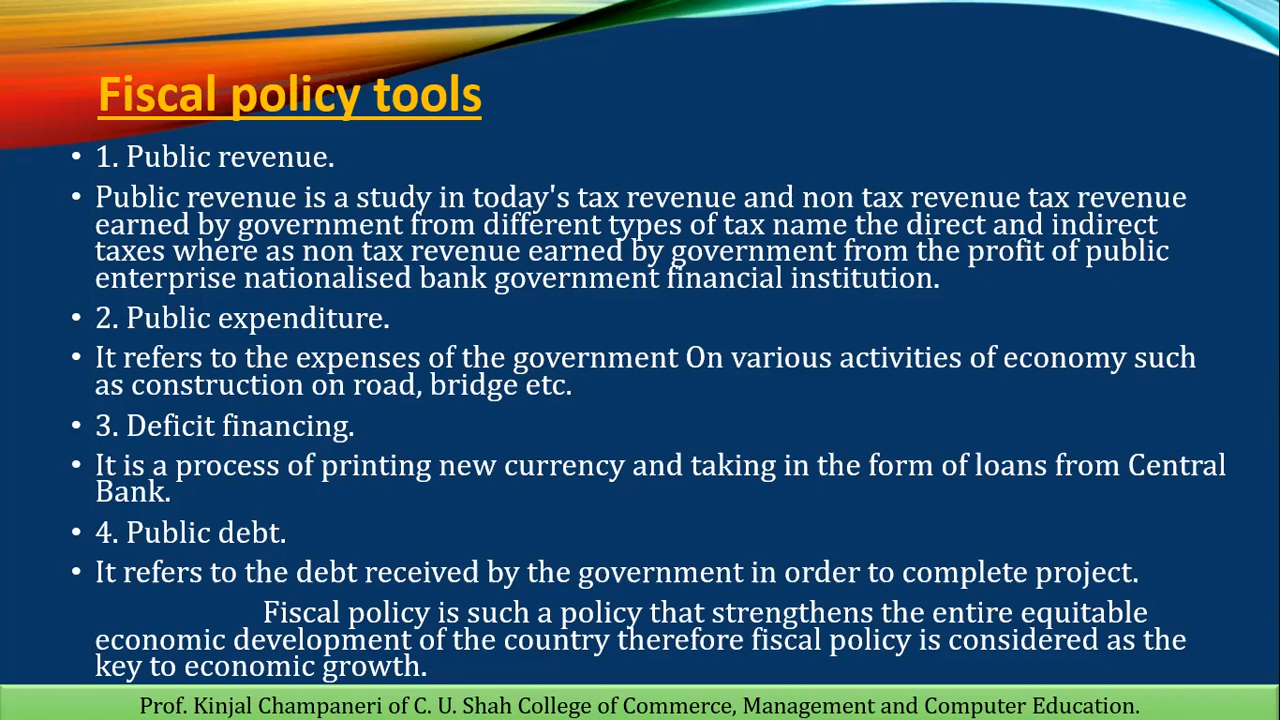 Fiscal policy tools
• 1. Public revenue.
• Public revenue is a study in today's tax revenue and non tax revenue tax revenue
earned by government from different types of tax name the direct and indirect
taxes where as non tax revenue earned by government from the profit of public
enterprise nationalised bank government financial institution.
• 2. Public expenditure.
• It refers to the expenses of the government On various activities of economy such
as construction on road, bridge etc.
• 3. Deficit financing.
• It is a process of printing new currency and taking in the form of loans from Central
Bank.
• 4. Public debt.
• It refers to the debt received by the government in order to complete project.
Fiscal policy is such a policy that strengthens the entire equitable
economic development of the country therefore fiscal policy is considered as the
key to economic growth.
Prof. Kinjal Champaneri of C. U. Shah College of Commerce, Management and Computer Education.